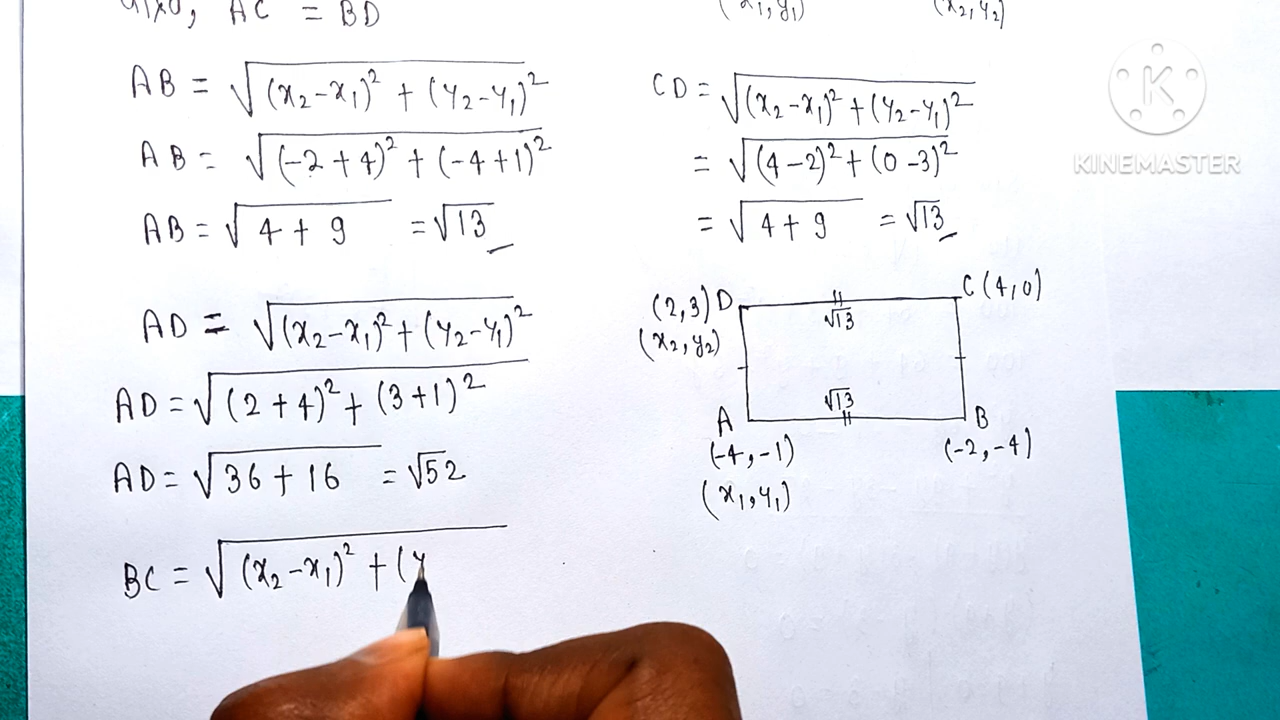 AC = BD
(x₁, y₁) (x₂, y₂)
AB = √((x₂-x₁)² + (y₂-y₁)²)
AB = √((-2+4)² + (-4+1)²)
AB = √(4+9) = √13
AD = √((x₂-x₁)² + (y₂-y₁)²)
AD = √((2+4)² + (3+1)²)
AD = √(36+16) = √52
BC = √((x₂-x₁)² + (y
CD = √((x₂-x₁)² + (y₂-y₁)²)
= √((4-2)² + (0-3)²)
= √(4+9) = √13
(2,3) D
C (4,0)
(x₂, y₂)
√13
√13
A
B
(-4,-1)
(-2,-4)
(x₁, y₁)
K
KINEMASTER